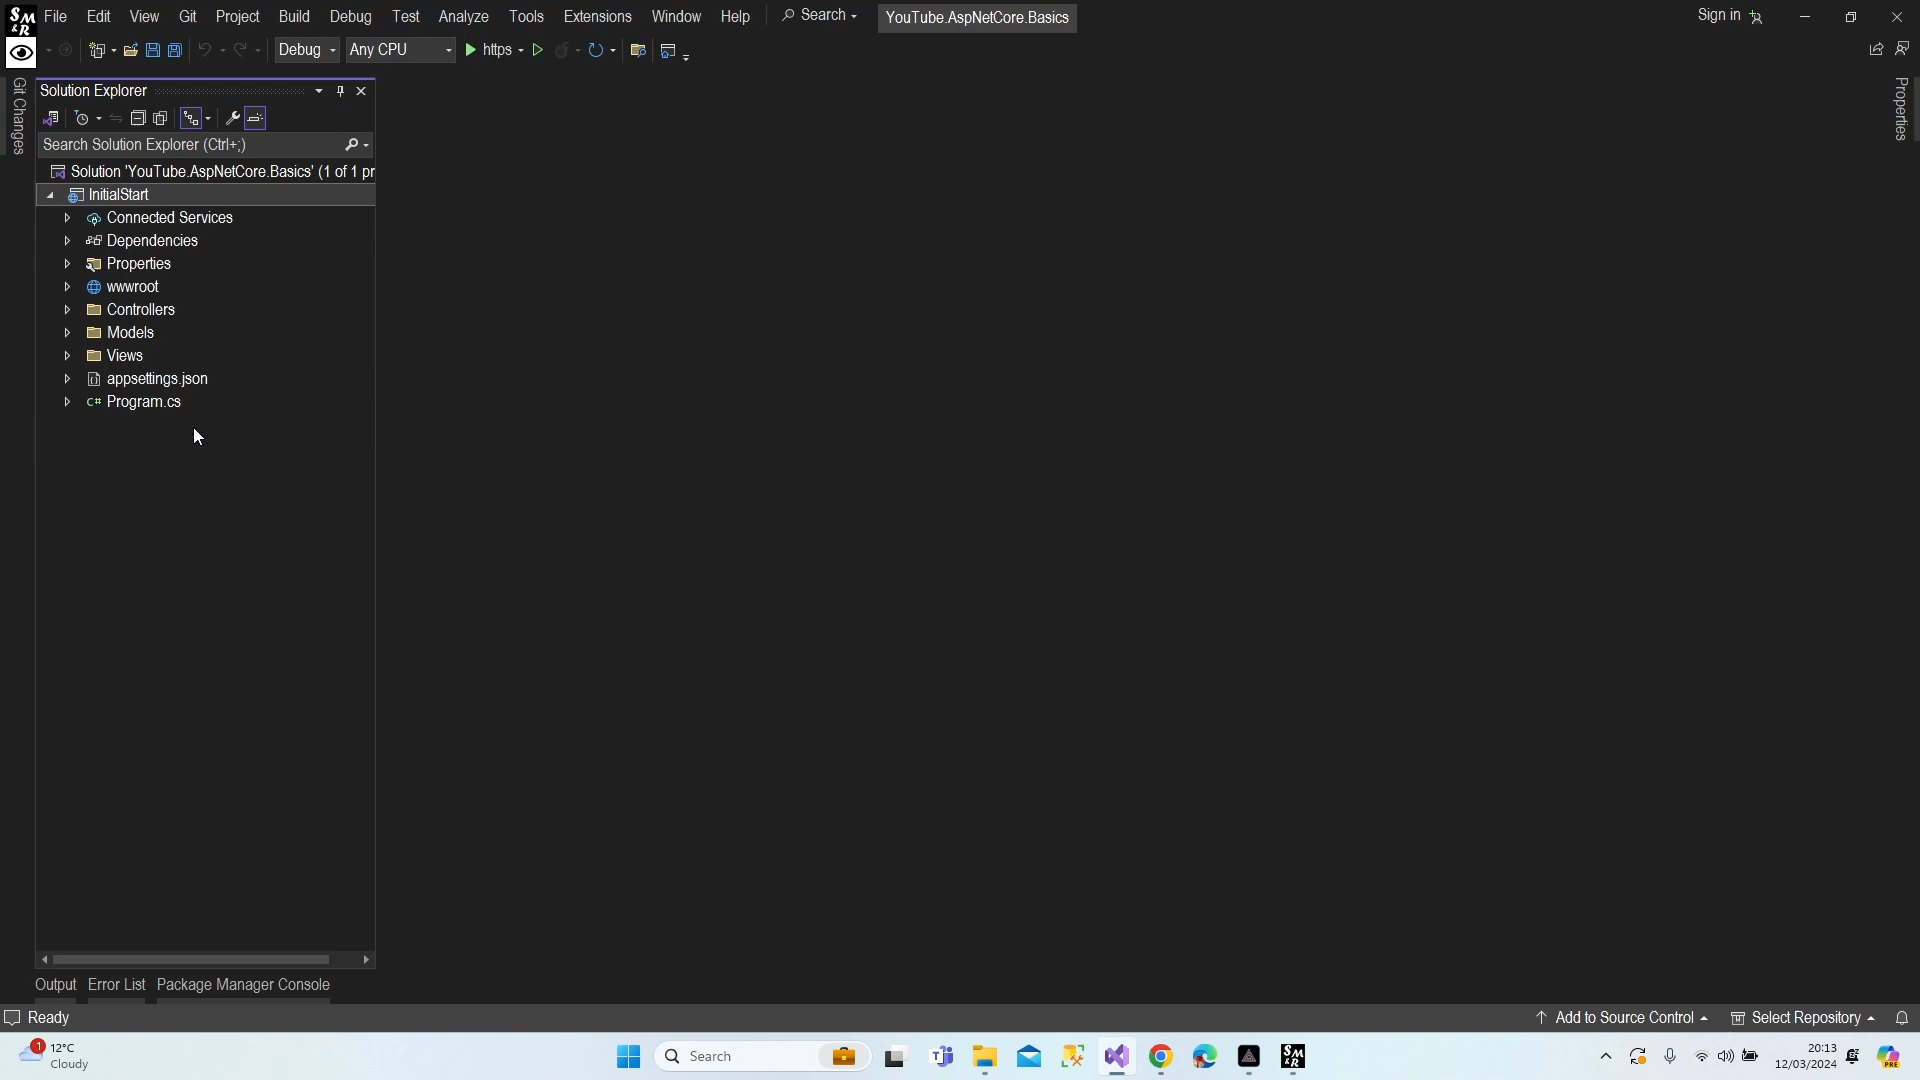 S
M
&
R
File Edit View Git Project Build Debug Test Analyze Tools Extensions Window Help Search YouTube.AspNetCore.Basics Sign in
Debug Any CPU https
Git Changes
Properties
Solution Explorer
Search Solution Explorer (Ctrl+;)
Solution 'YouTube.AspNetCore.Basics' (1 of 1 pr
InitialStart
Connected Services
Dependencies
Properties
wwwroot
Controllers
Models
Views
appsettings.json
C# Program.cs
Output Error List Package Manager Console
Ready Add to Source Control Select Repository
1 12°C
Cloudy
Search
S
M
&
R
20:13
12/03/2024
PRE